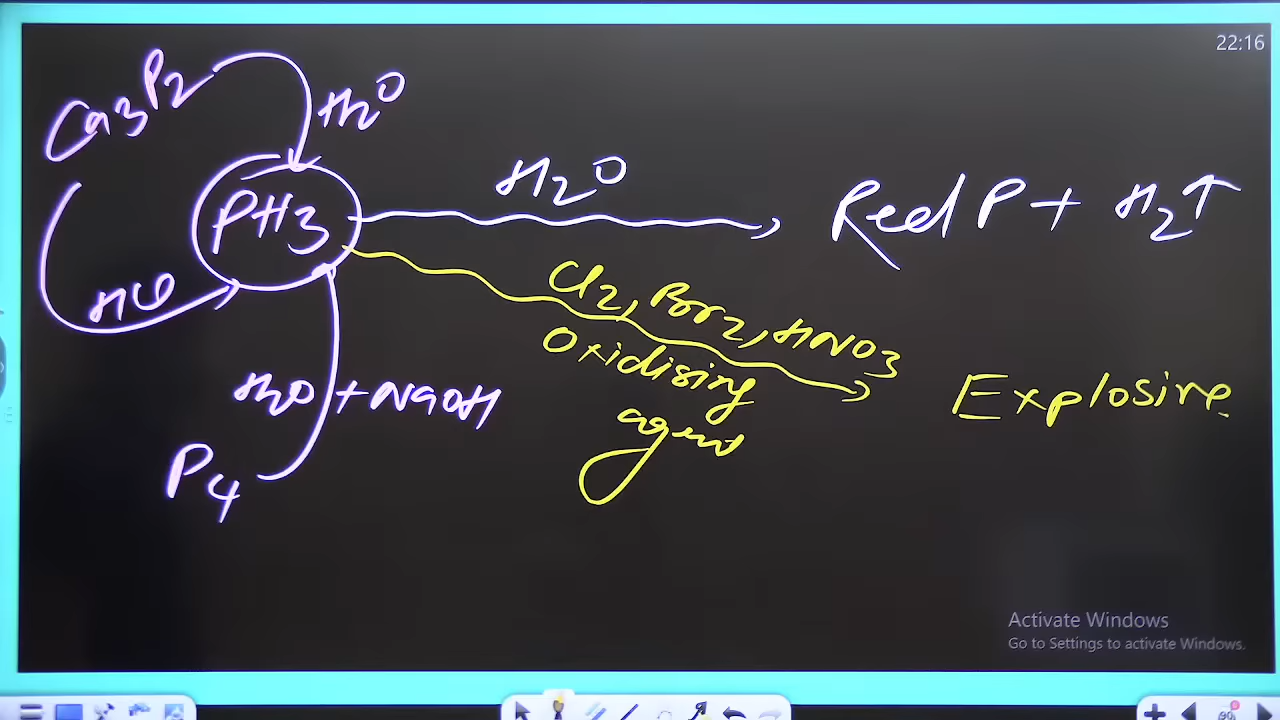 22:16
Ca3P2
H2O
PH3
H2O
Red P + H2↑
HCl
Cl2, Br2, HNO3
Oxidising
agent
Explosive
H2O + NaOH
P4
Activate Windows
Go to Settings to activate Windows.